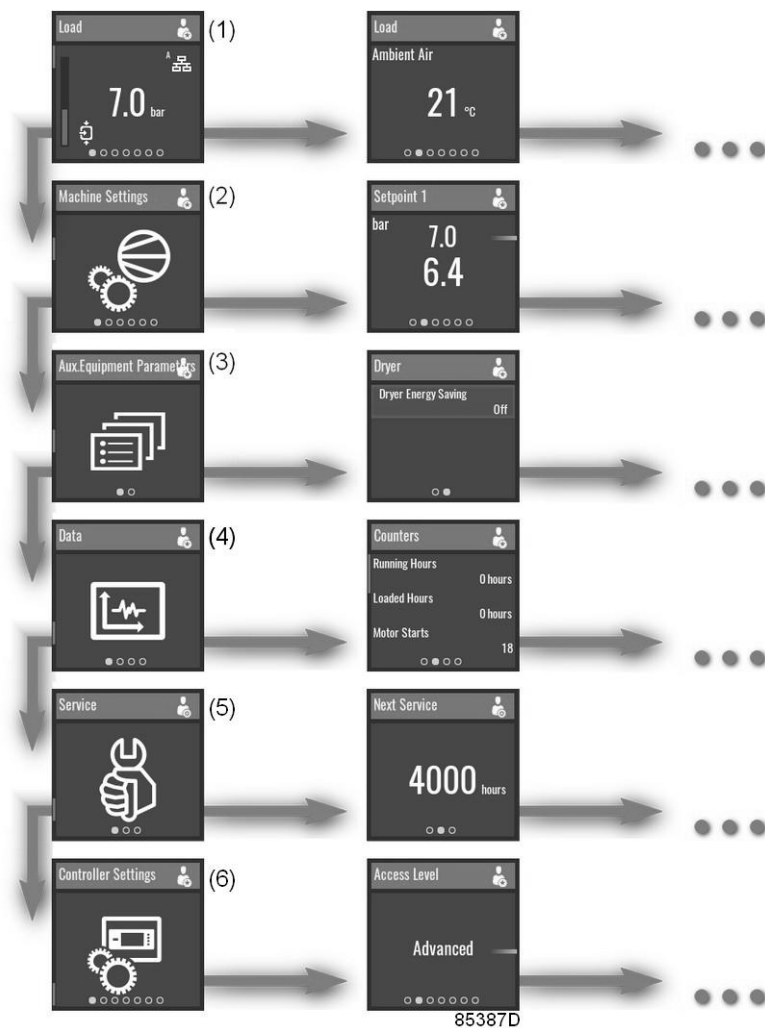 Load
(1)
A
7.0 bar
Load
Ambient Air
21 °C
Machine Settings
(2)
Setpoint 1
bar
7.0
6.4
Aux.Equipment Parameters
(3)
Dryer
Dryer Energy Saving
Off
Data
(4)
Counters
Running Hours
0 hours
Loaded Hours
0 hours
Motor Starts
18
Service
(5)
Next Service
4000 hours
Controller Settings
(6)
Access Level
Advanced
85387D